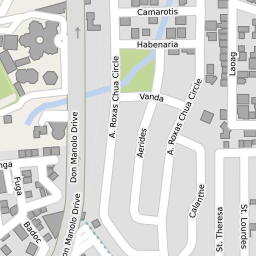 Camarotis
Habenaria
Laoag
A. Roxas Chua Circle
Vanda
A. Roxas Chua Circle
Don Manolo Drive
Aerides
Calanthe
Fuga
Badoc
Don Manolo Drive
St. Theresa
St. Lourdes